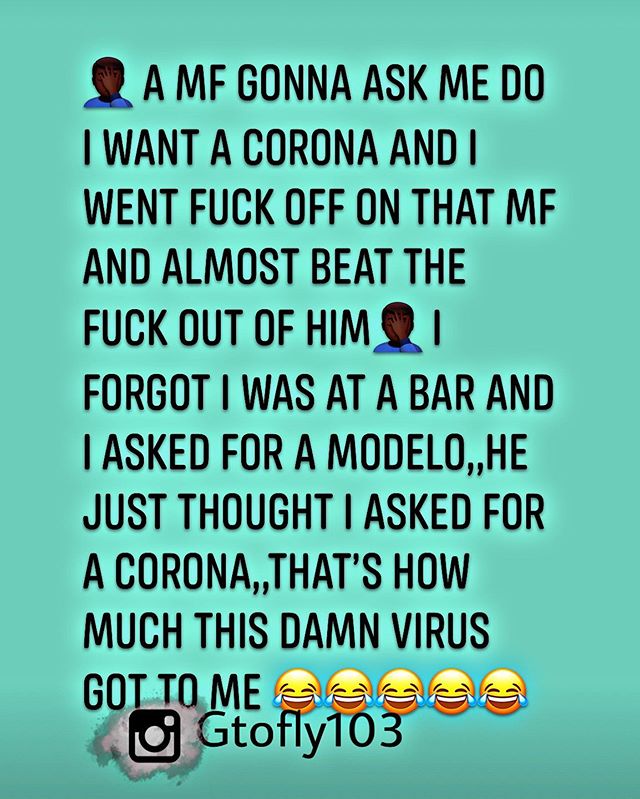 🤦🏿‍♂️ A MF GONNA ASK ME DO
I WANT A CORONA AND I
WENT FUCK OFF ON THAT MF
AND ALMOST BEAT THE
FUCK OUT OF HIM🤦🏿‍♂️ I
FORGOT I WAS AT A BAR AND
I ASKED FOR A MODELO,,HE
JUST THOUGHT I ASKED FOR
A CORONA,,THAT’S HOW
MUCH THIS DAMN VIRUS
GOT TO ME 😂😂😂😂😂
Gtofly103